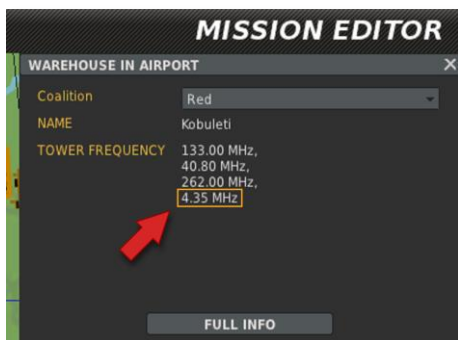 MISSION EDITOR
WAREHOUSE IN AIRPORT
Coalition Red
NAME Kobuleti
TOWER FREQUENCY 133.00 MHz,
40.80 MHz,
262.00 MHz,
4.35 MHz
FULL INFO